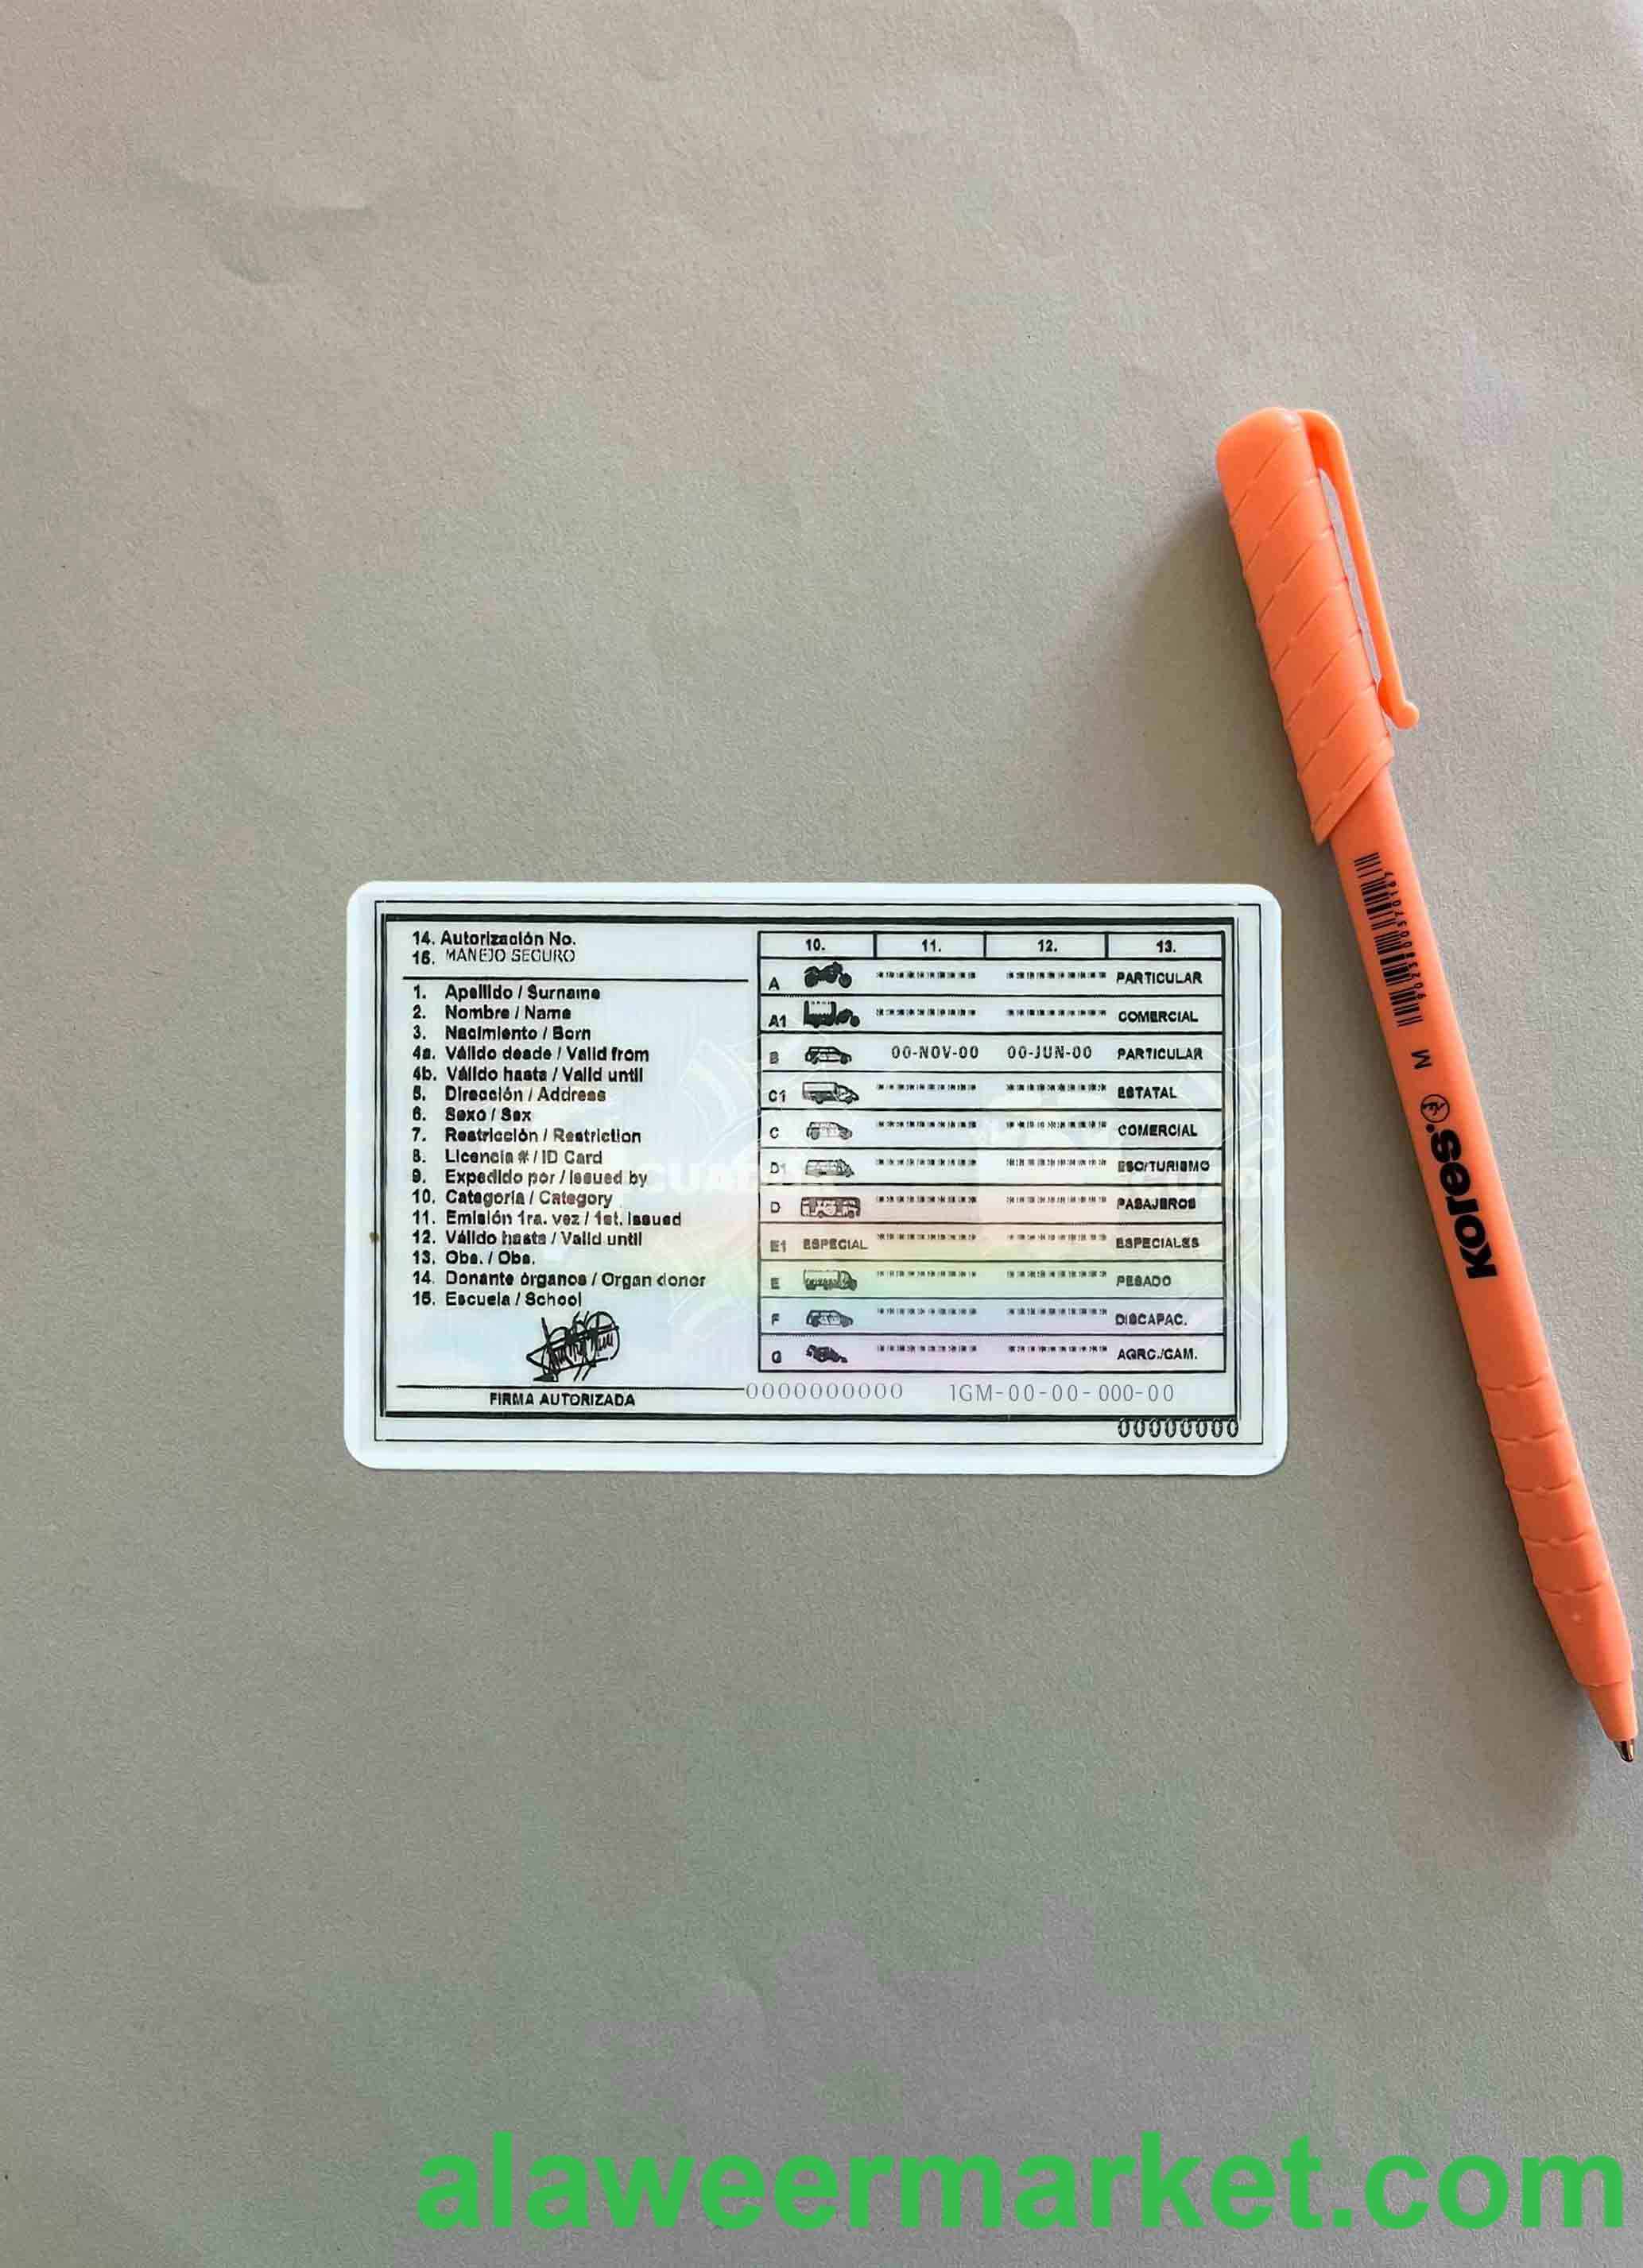 14. Autorización No.
15. MANEJO SEGURO
1. Apellido / Surname
2. Nombre / Name
3. Nacimiento / Born
4a. Válido desde / Valid from
4b. Válido hasta / Valid until
5. Dirección / Address
6. Sexo / Sex
7. Restricción / Restriction
8. Licencia # / ID Card
9. Expedido por / Issued by
10. Categoría / Category
11. Emisión 1ra. vez / 1st. Issued
12. Válido hasta / Valid until
13. Obs. / Obs.
14. Donante órganos / Organ donor
15. Escuela / School
FIRMA AUTORIZADA
10. 11. 12. 13.
A PARTICULAR
A1 COMERCIAL
B 00-NOV-00 00-JUN-00 PARTICULAR
C1 ESTATAL
C COMERCIAL
D1 ESC/TURISMO
D PASAJEROS
E1 ESPECIAL ESPECIALES
E PESADO
F DISCAPAC.
G AGRC./CAM.
0000000000 1GM-00-00-000-00
00000000
M Kores.
alaweermarket.com